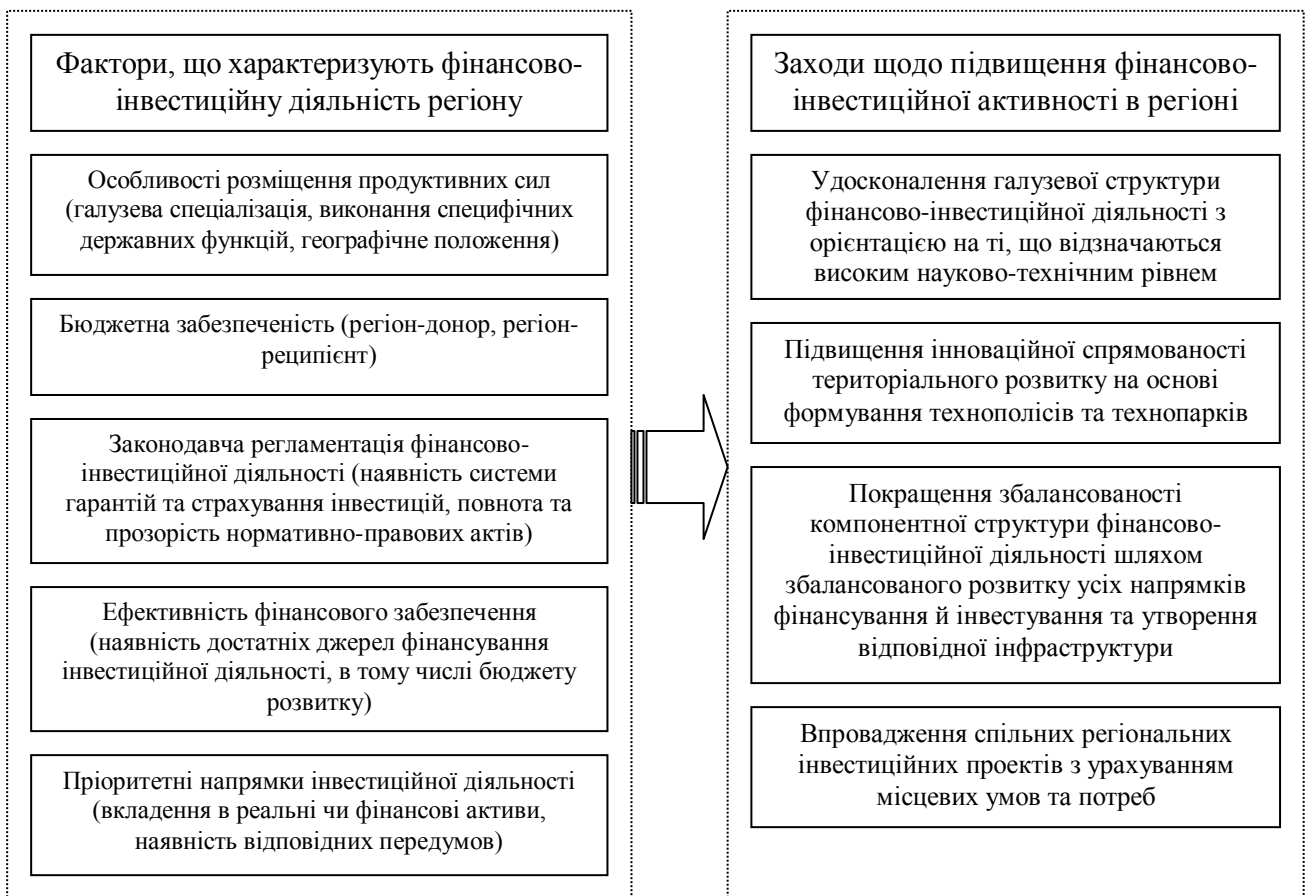 Фактори, що характеризують фінансово-
інвестиційну діяльність регіону
Особливості розміщення продуктивних сил
(галузева спеціалізація, виконання специфічних
державних функцій, географічне положення)
Бюджетна забезпеченість (регіон-донор, регіон-
реципієнт)
Законодавча регламентація фінансово-
інвестиційної діяльності (наявність системи
гарантій та страхування інвестицій, повнота та
прозорість нормативно-правових актів)
Ефективність фінансового забезпечення
(наявність достатніх джерел фінансування
інвестиційної діяльності, в тому числі бюджету
розвитку)
Пріоритетні напрямки інвестиційної діяльності
(вкладення в реальні чи фінансові активи,
наявність відповідних передумов)
Заходи щодо підвищення фінансово-
інвестиційної активності в регіоні
Удосконалення галузевої структури
фінансово-інвестиційної діяльності з
орієнтацією на ті, що відзначаються
високим науково-технічним рівнем
Підвищення інноваційної спрямованості
територіального розвитку на основі
формування технополісів та технопарків
Покращення збалансованості
компонентної структури фінансово-
інвестиційної діяльності шляхом
збалансованого розвитку усіх напрямків
фінансування й інвестування та утворення
відповідної інфраструктури
Впровадження спільних регіональних
інвестиційних проектів з урахуванням
місцевих умов та потреб